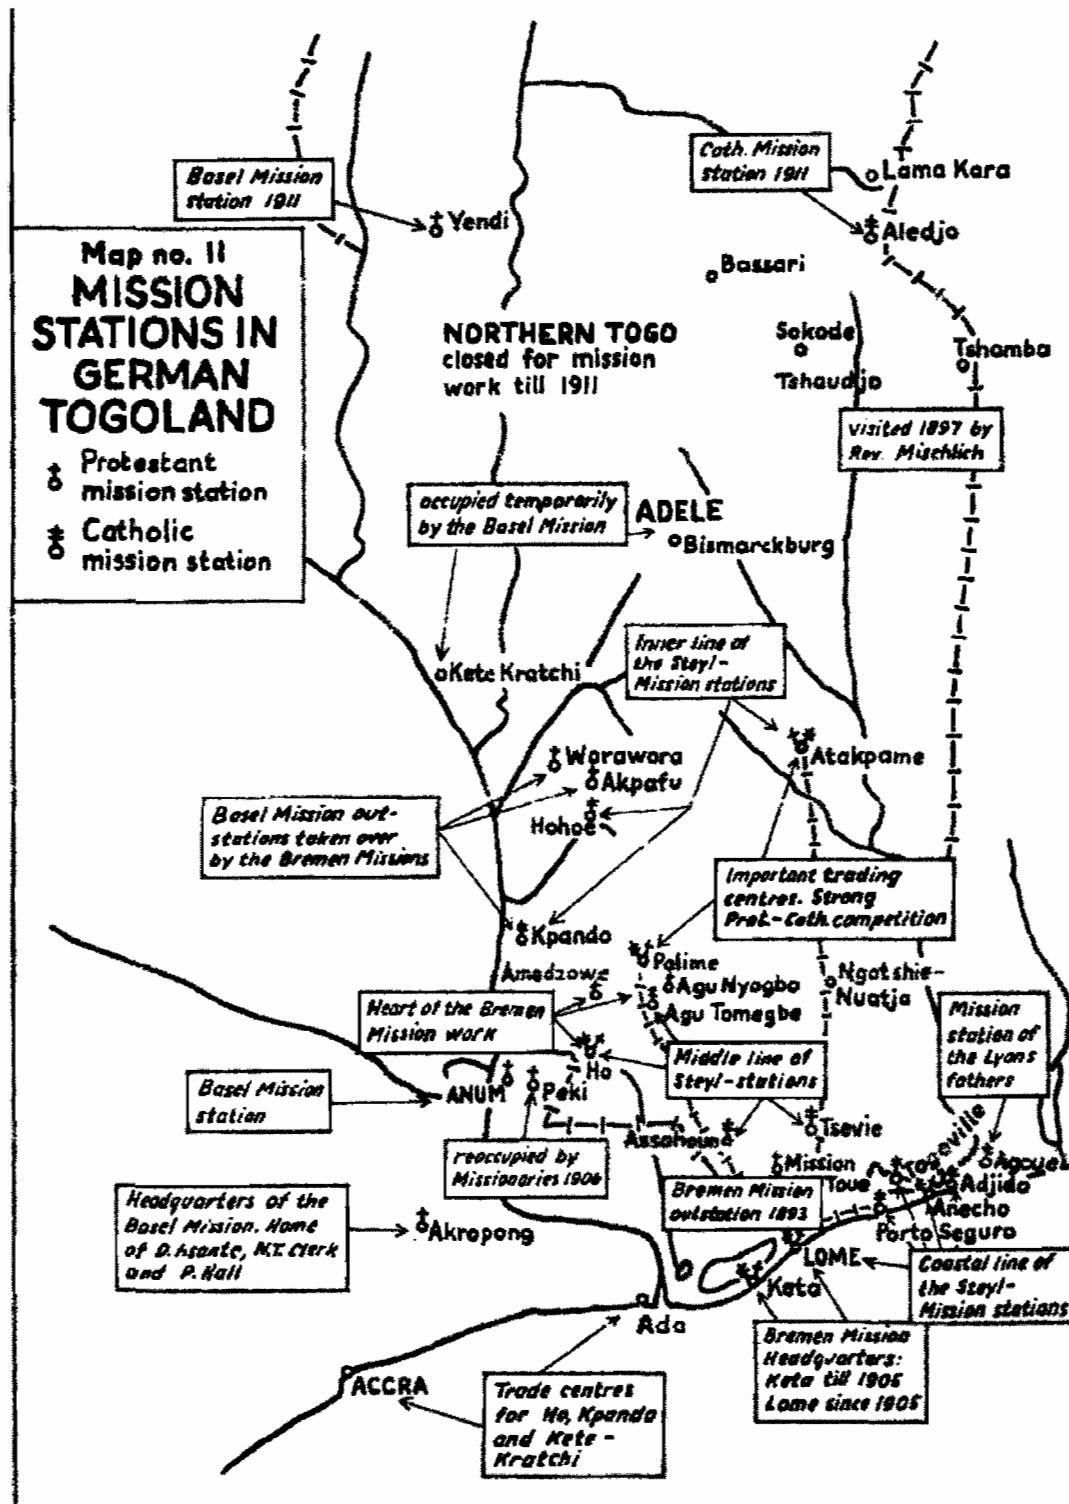 Basel Mission
station 1911
Yendi
Cath. Mission
station 1911
Lama Kara
Aledjo
Bassari
Map no. 11
MISSION
STATIONS IN
GERMAN
TOGOLAND
Protestant
mission station
Catholic
mission station
NORTHERN TOGO
closed for mission
work till 1911
Sokode
Tshamba
Tshaudjo
visited 1897 by
Rev. Mischlich
occupied temporarily
by the Basel Mission
ADELE
Bismarckburg
Inner line of
the Steyl-
Mission stations
Kete Kratchi
Atakpame
Worawora
Akpafu
Hohoe
Basel Mission out-
stations taken over
by the Bremen Missions
Important trading
centres. Strong
Prot.-Cath. competition
Kpando
Palime
Amedzowe
Agu Nyogbo
Agu Tomegbe
Ngatshie-
Nuatja
Heart of the Bremen
Mission work
Mission
station of
the Lyons
fathers
Ho
Middle line of
Steyl-stations
Basel Mission
station
ANUM
Peki
Assahoun
Tsevie
reoccupied by
Missionaries 1906
Mission
Tove
Togoville
Agoue
Adjido
Anecho
Porto Seguro
Bremen Mission
outstation 1893
Headquarters of the
Basel Mission. Home
of D. Asante, N.T. Clerk
and P. Hall
Akropong
LOME
Keta
Coastal line of
the Steyl-
Mission stations
Ada
Bremen Mission
Headquarters:
Keta till 1905
Lome since 1905
ACCRA
Trade centres
for Ho, Kpanda
and Kete-
Kratchi